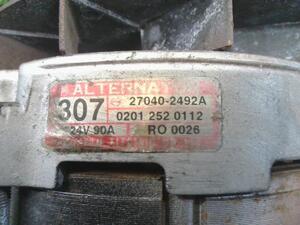 ALTERNAT
307 27040-2492A
0201 252 0112
24V 90A RO 0026